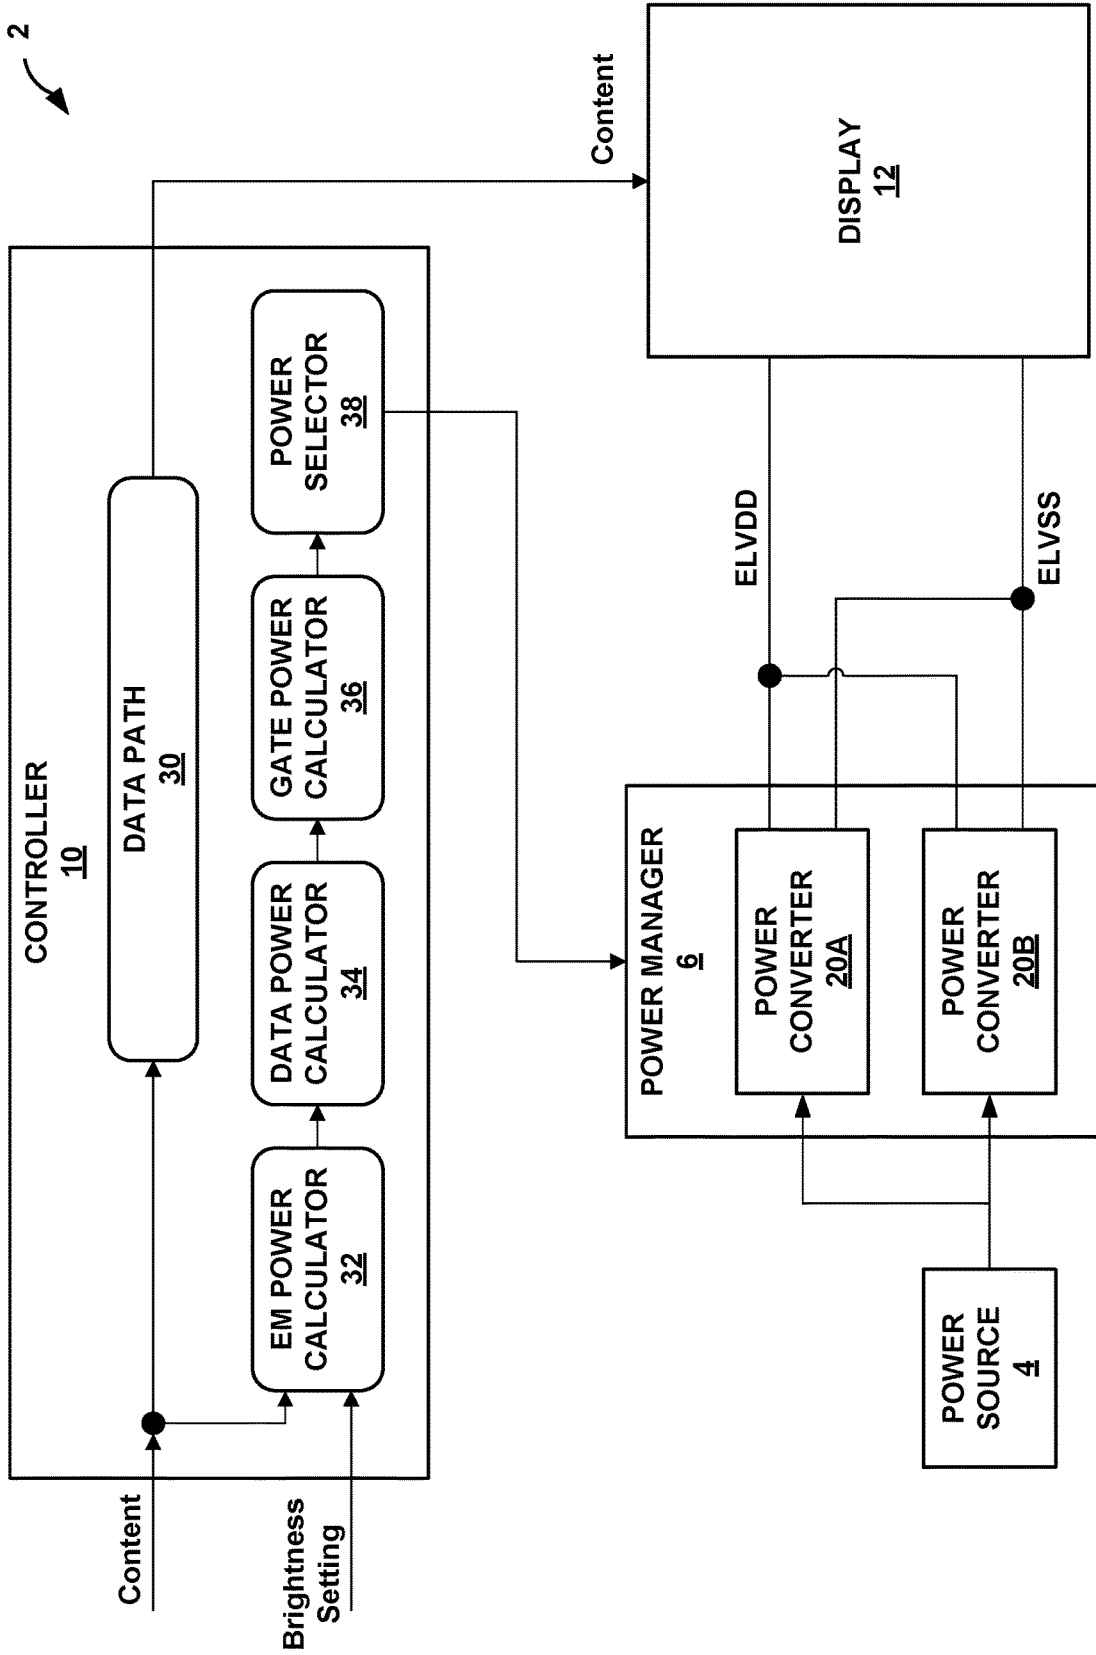 2
CONTROLLER
10
Content
Brightness
Setting
DATA PATH
30
EM POWER
CALCULATOR
32
DATA POWER
CALCULATOR
34
GATE POWER
CALCULATOR
36
POWER
SELECTOR
38
Content
POWER SOURCE
4
POWER MANAGER
6
POWER
CONVERTER
20A
POWER
CONVERTER
20B
ELVDD
ELVSS
DISPLAY
12